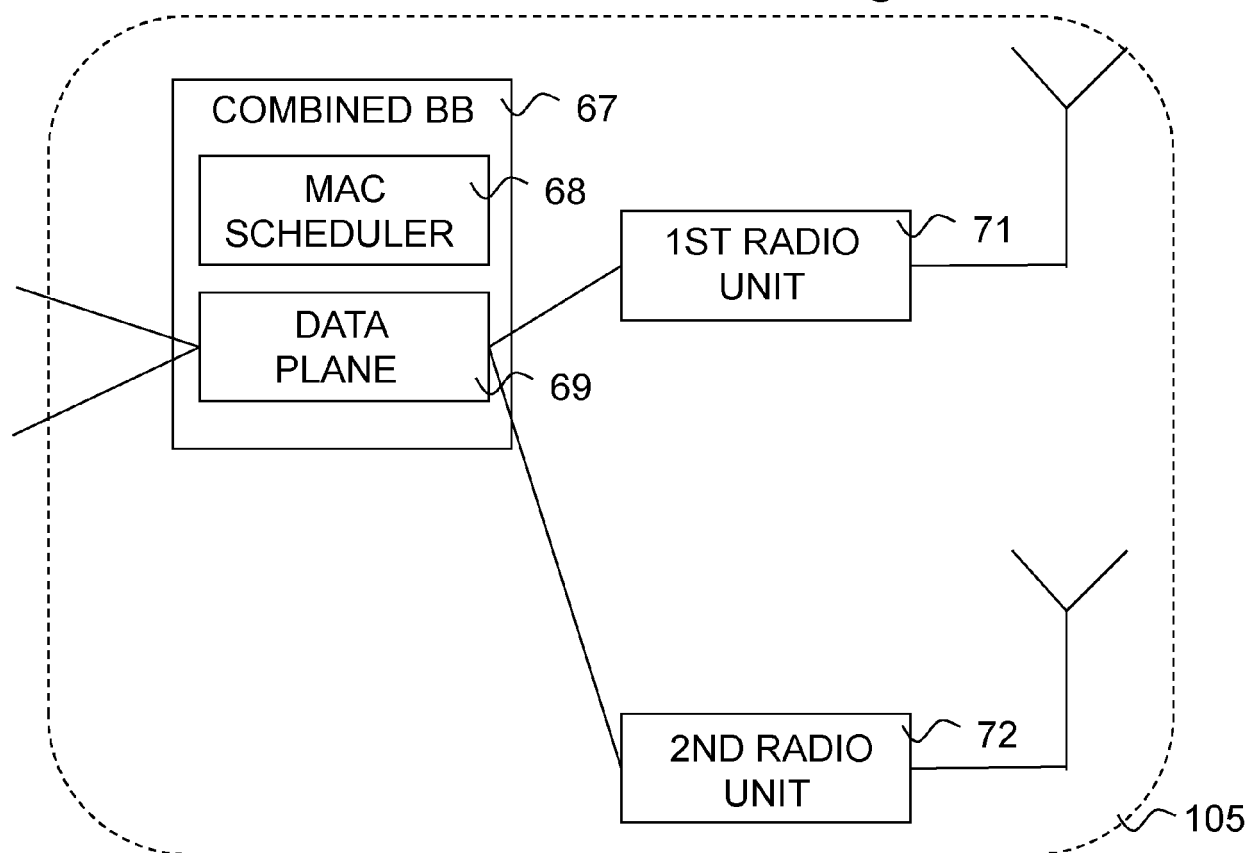 COMBINED BB
67
MAC
SCHEDULER
68
DATA
PLANE
69
1ST RADIO
UNIT
71
2ND RADIO
UNIT
72
105